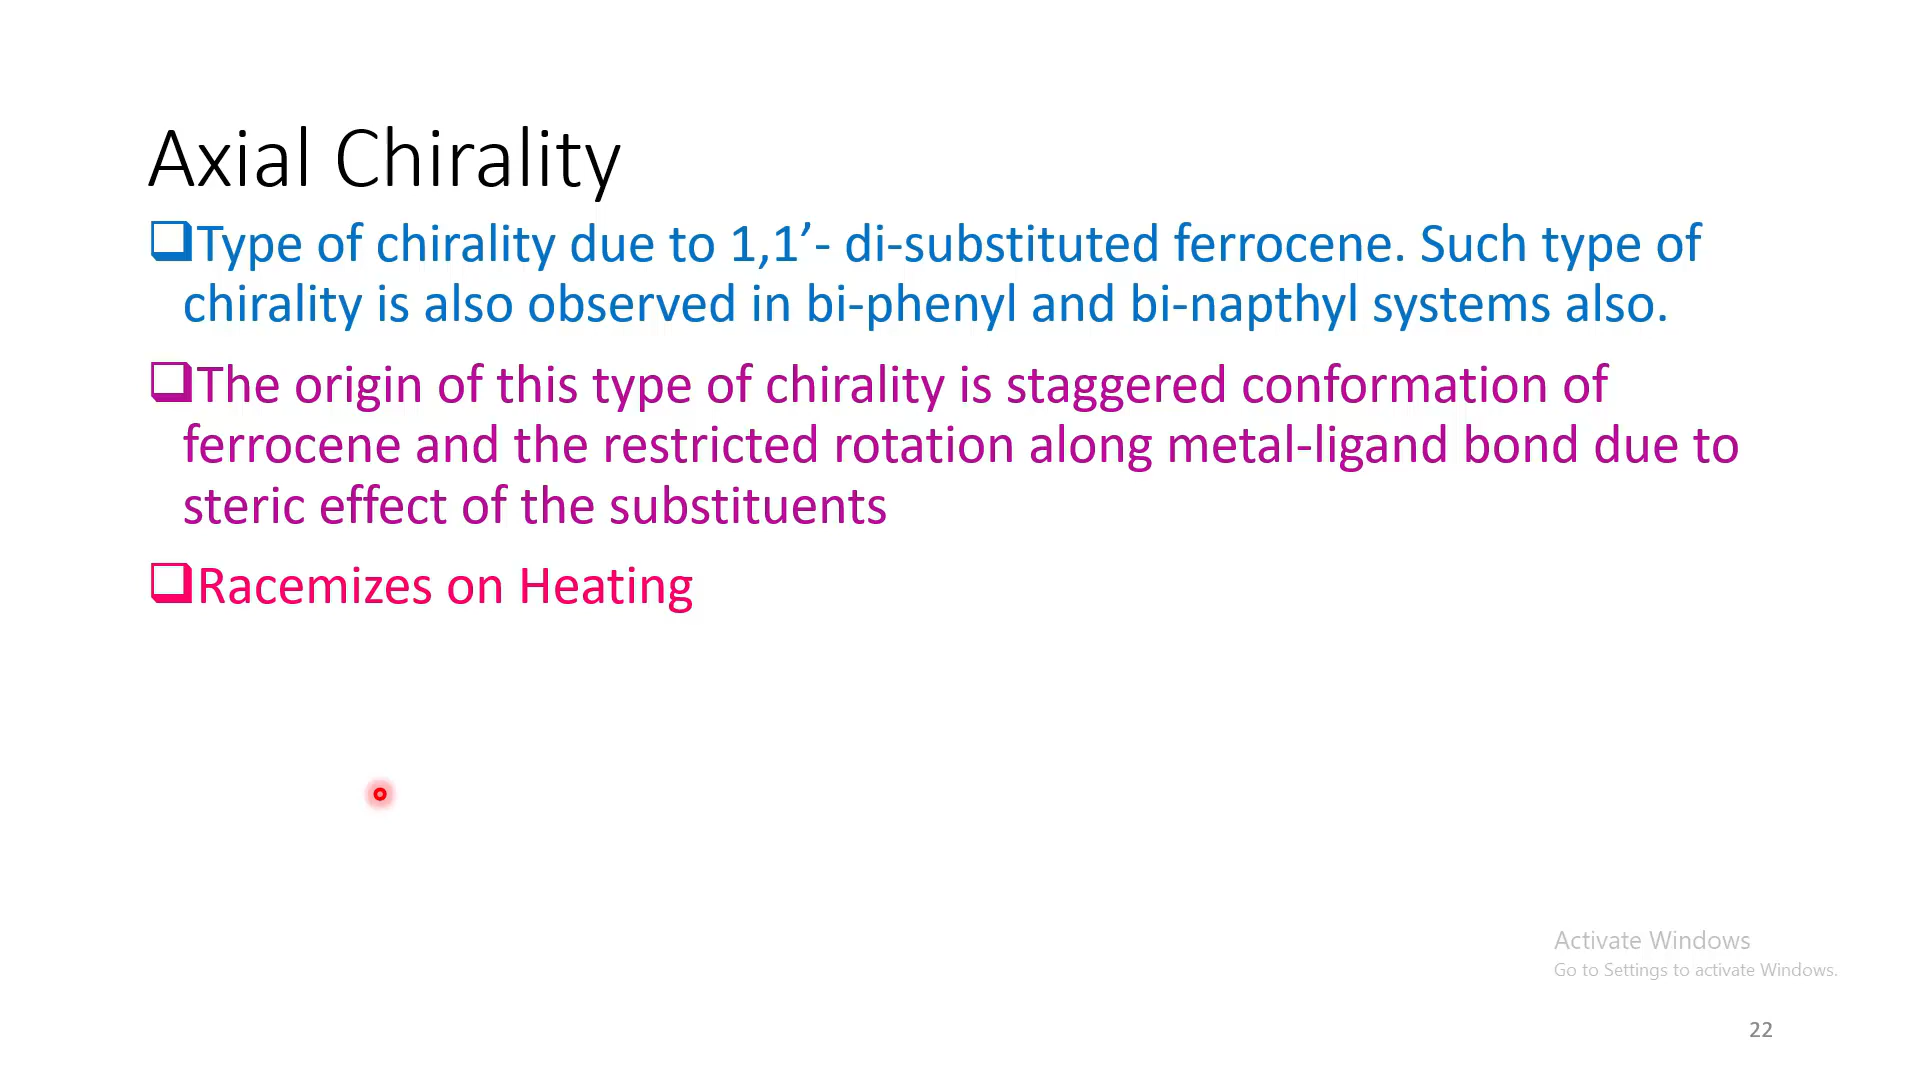 Axial Chirality
❑Type of chirality due to 1,1’- di-substituted ferrocene. Such type of
chirality is also observed in bi-phenyl and bi-napthyl systems also.
❑The origin of this type of chirality is staggered conformation of
ferrocene and the restricted rotation along metal-ligand bond due to
steric effect of the substituents
❑Racemizes on Heating
Activate Windows
Go to Settings to activate Windows.
22